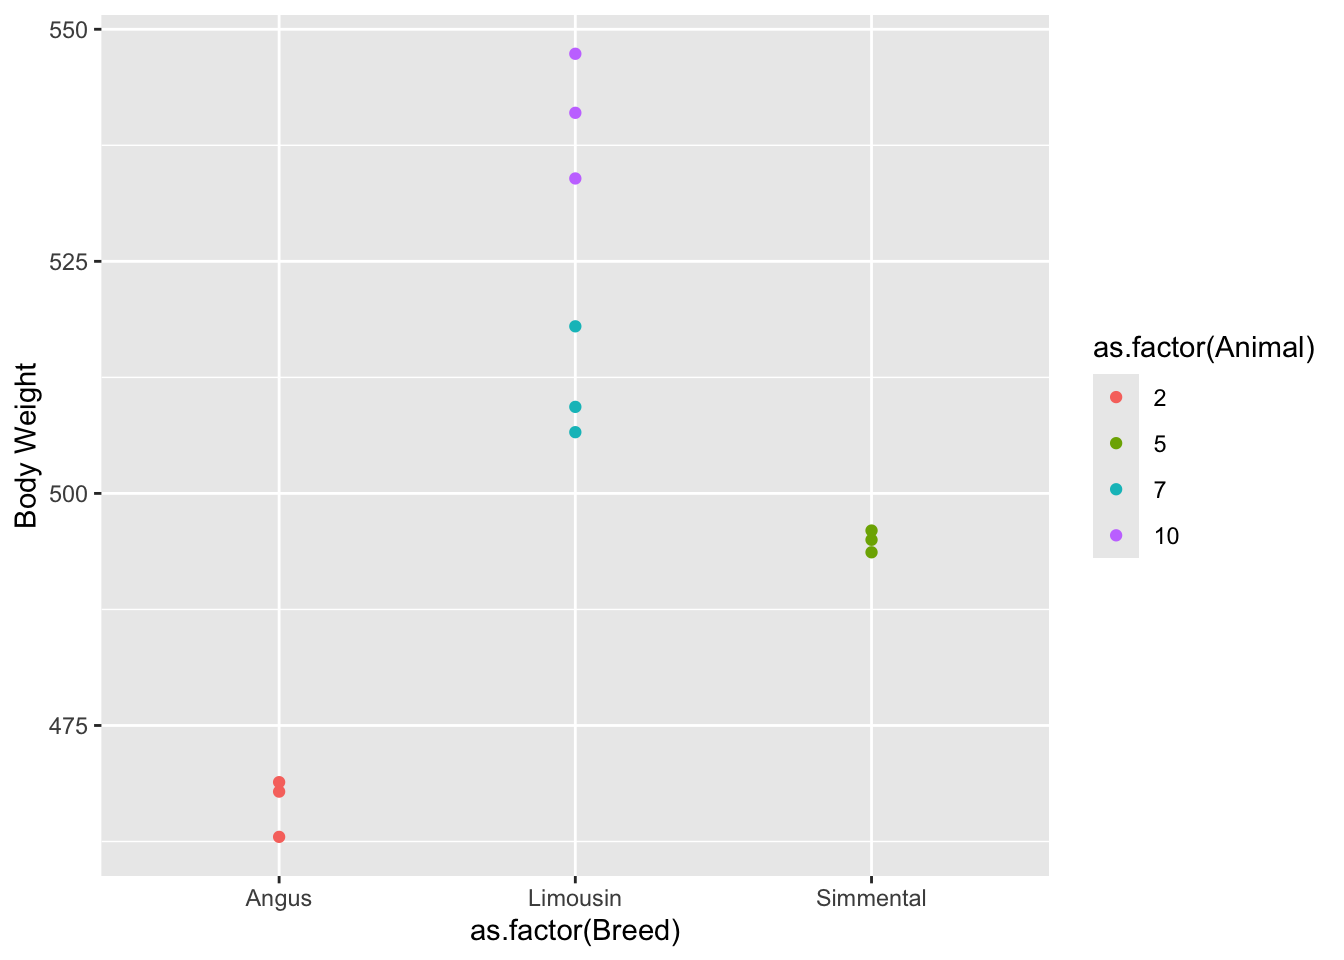 550
525
500
475
Body Weight
Angus
Limousin
Simmental
as.factor(Breed)
as.factor(Animal)
2
5
7
10